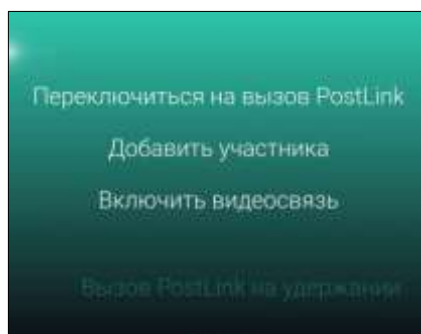 Переключиться на вызов PostLink
Добавить участника
Включить видеосвязь
Вызов PostLink на удержании